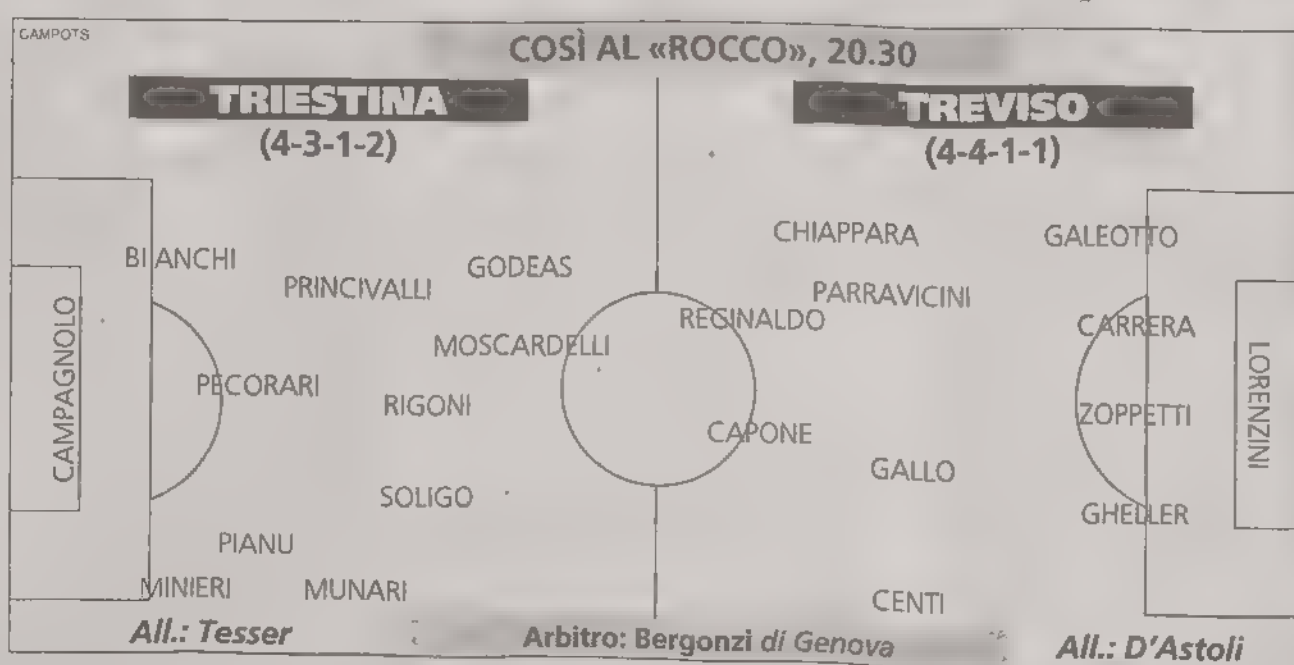 CAMPOTS
COSÌ AL «ROCCO», 20.30
TRIESTINA
(4-3-1-2)
TREVISO
(4-4-1-1)
CAMPAGNOLO
BIANCHI
PRINCIVALLI
GODEAS
MOSCARDELLI
PECORARI
RIGONI
SOLIGO
PIANU
MINIERI
MUNARI
CHIAPPARA
GALEOTTO
PARRAVICINI
REGINALDO
CARRERA
CAPONE
ZOPPETTI
GALLO
GHELLER
CENTI
LORENZINI
All.: Tesser
Arbitro: Bergonzi di Genova
All.: D'Astoli